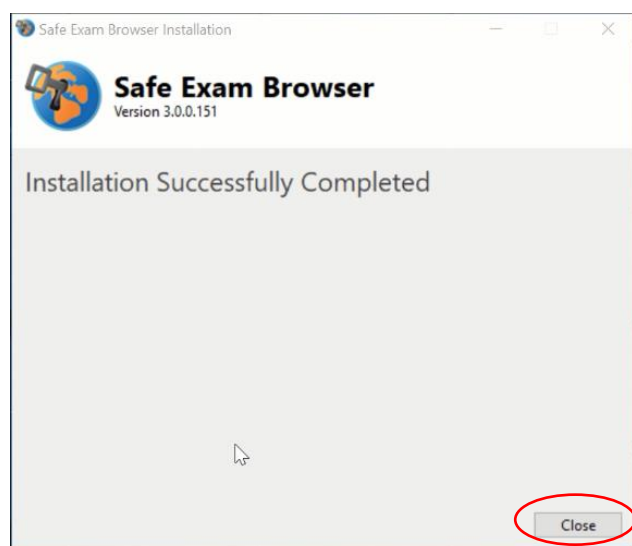 Safe Exam Browser Installation
Safe Exam Browser
Version 3.0.0.151
Installation Successfully Completed
Close